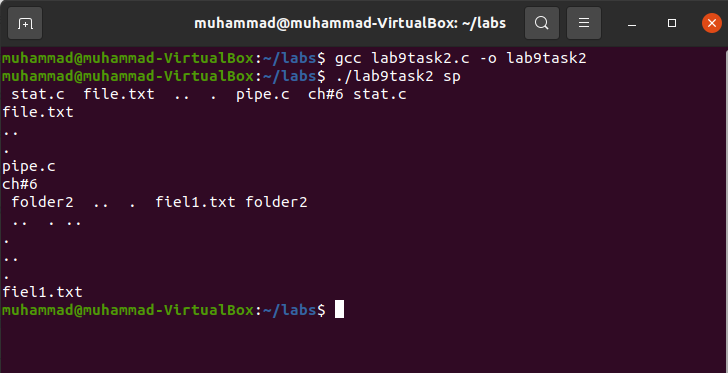 muhammad@muhammad-VirtualBox: ~/labs
muhammad@muhammad-VirtualBox:~/labs$ gcc lab9task2.c -o lab9task2
muhammad@muhammad-VirtualBox:~/labs$ ./lab9task2 sp
 stat.c  file.txt  ..  .  pipe.c  ch#6 stat.c
file.txt
..
.
pipe.c
ch#6
 folder2  ..  .  fiel1.txt folder2
 ..  . ..
.
..
.
fiel1.txt
muhammad@muhammad-VirtualBox:~/labs$